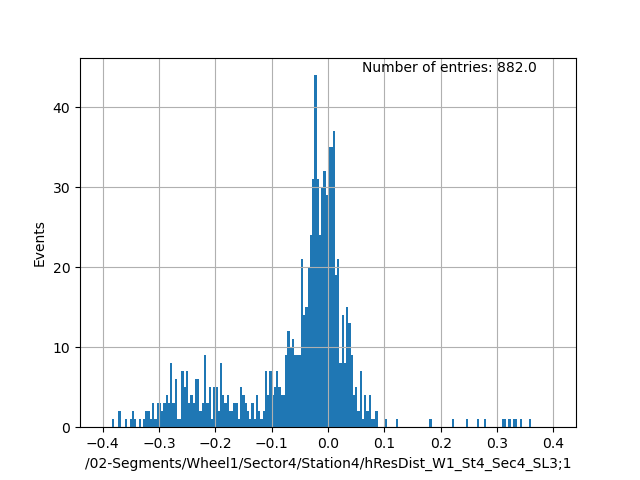 Number of entries: 882.0
40
30
20
10
0
Events
−0.4 −0.3 −0.2 −0.1 0.0 0.1 0.2 0.3 0.4
/02-Segments/Wheel1/Sector4/Station4/hResDist_W1_St4_Sec4_SL3;1